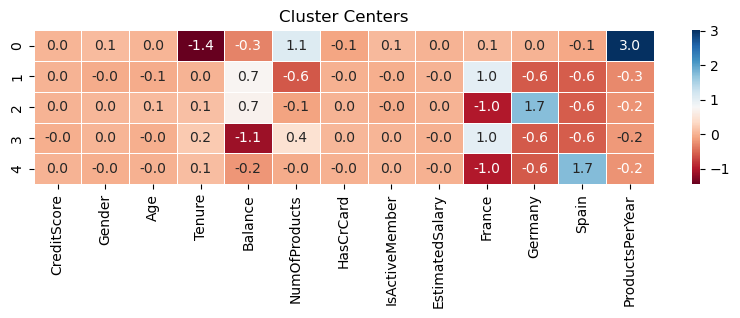 Cluster Centers
0 0.0 0.1 0.0 -1.4 -0.3 1.1 -0.1 0.1 0.0 0.1 0.0 -0.1 3.0
1 0.0 -0.0 -0.1 0.0 0.7 -0.6 -0.0 -0.0 -0.0 1.0 -0.6 -0.6 -0.3
2 0.0 0.0 0.1 0.1 0.7 -0.1 0.0 -0.0 0.0 -1.0 1.7 -0.6 -0.2
3 -0.0 0.0 -0.0 0.2 -1.1 0.4 0.0 0.0 -0.0 1.0 -0.6 -0.6 -0.2
4 0.0 -0.0 -0.0 0.1 -0.2 -0.0 -0.0 0.0 -0.0 -1.0 -0.6 1.7 -0.2
CreditScore
Gender
Age
Tenure
Balance
NumOfProducts
HasCrCard
IsActiveMember
EstimatedSalary
France
Germany
Spain
ProductsPerYear
3
2
1
0
−1